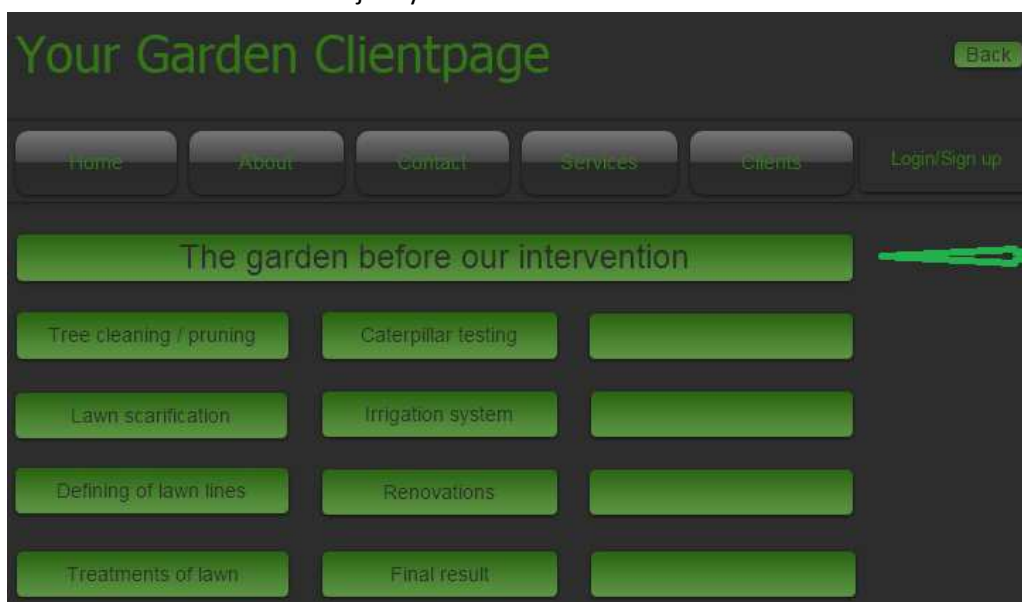 Your Garden Clientpage
Back
Home About Contact Services Clients Login/Sign up
The garden before our intervention
Tree cleaning / pruning Caterpillar testing
Lawn scarification Irrigation system
Defining of lawn lines Renovations
Treatments of lawn Final result